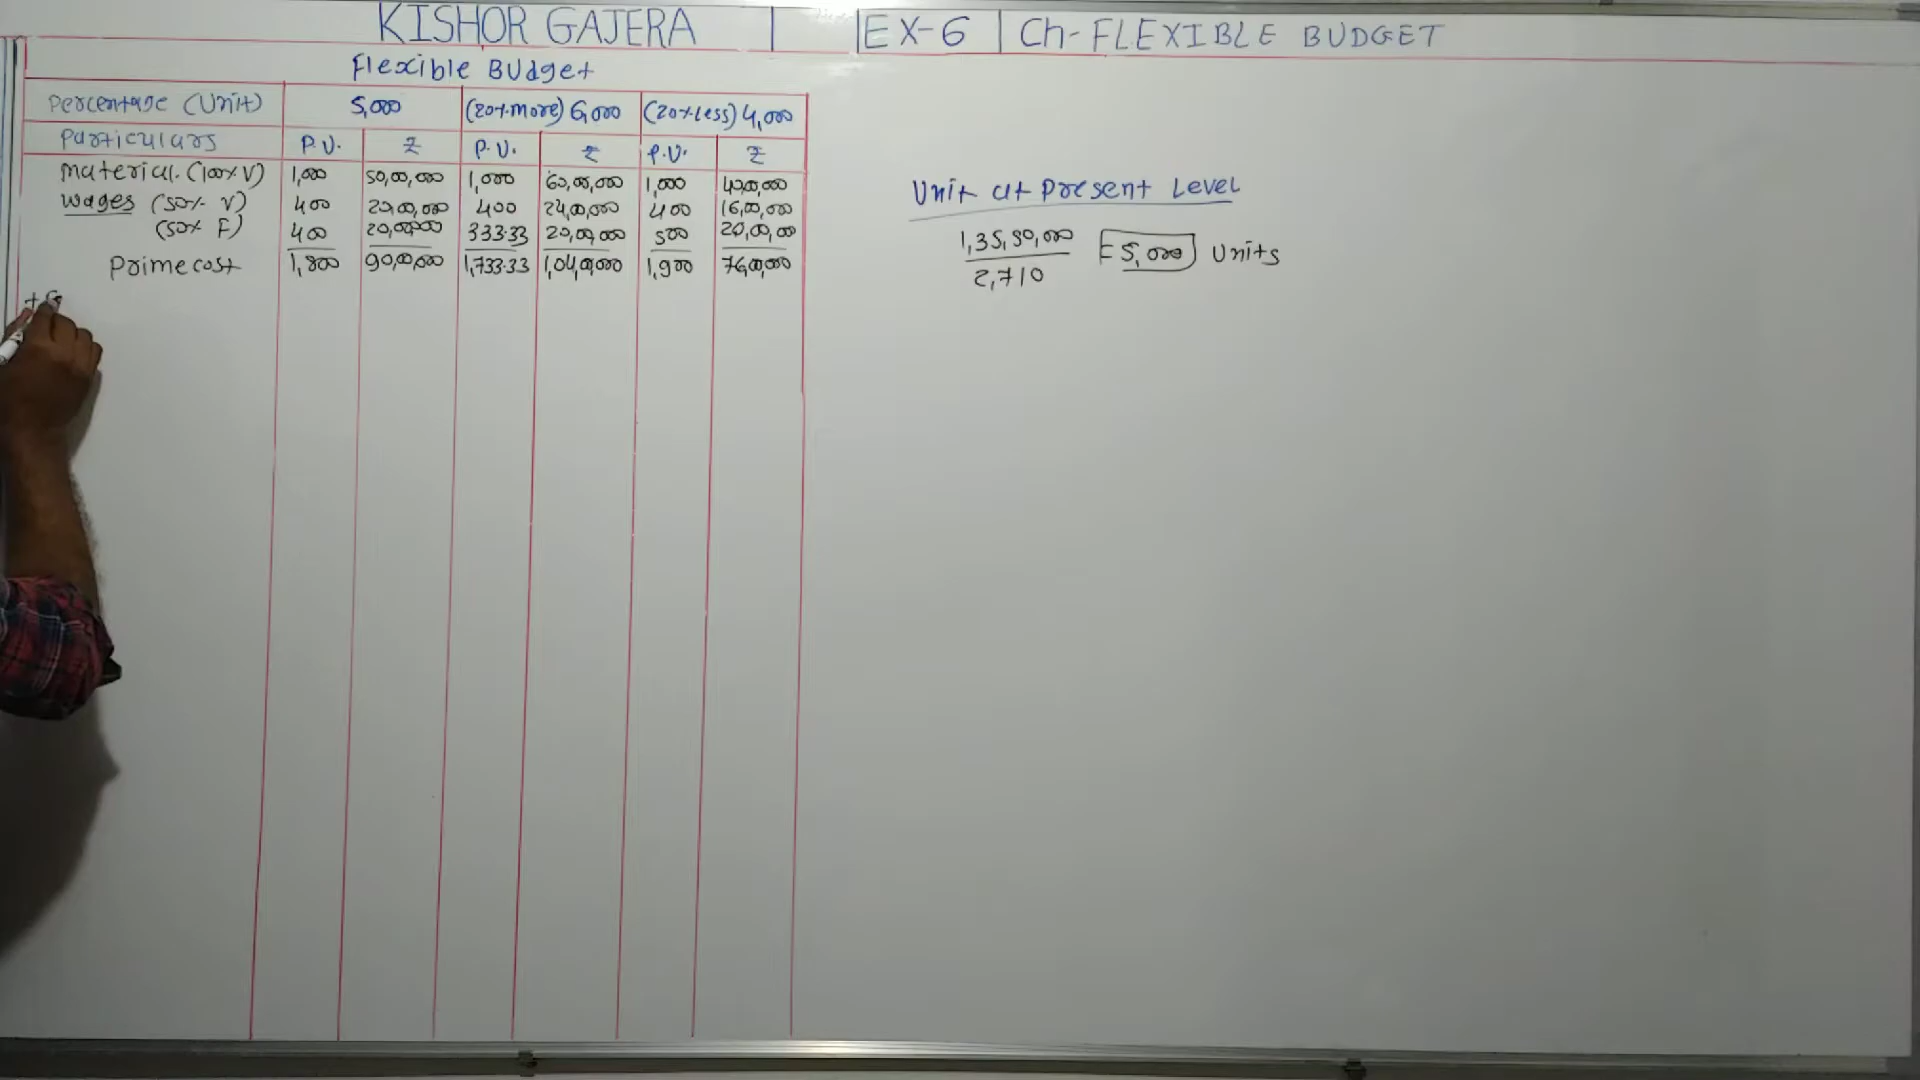 KISHOR GAJERA EX-6 Ch-FLEXIBLE BUDGET
Flexible BUdget
Percentage (Unit) 5,000 (20%more) 6,000 (20%Less) 4,000
Particulars P.U. ₹ P.U. ₹ P.U. ₹
Material. (100% V) 1,000 50,00,000 1,000 60,00,000 1,000 40,00,000
Wages (50% V) 400 20,00,000 400 24,00,000 400 16,00,000
(50% F) 400 20,00,000 333.33 20,00,000 500 20,00,000
Prime cost 1,800 90,00,000 1,733.33 1,04,00,000 1,900 76,00,000
+
Unit at Present Level
1,35,50,000
2,710
= 5,000 Units